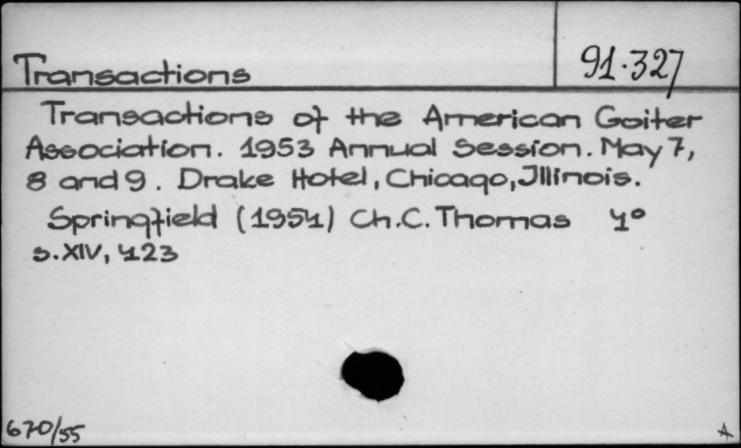 Transactions
91.327
Transactions of the American Goiter
Association. 1953 Annual Session. May 7,
8 and 9. Drake Hotel, Chicago, Illinois.
Springfield (1954) Ch.C. Thomas 4°
s.XIV, 423
670/55
A